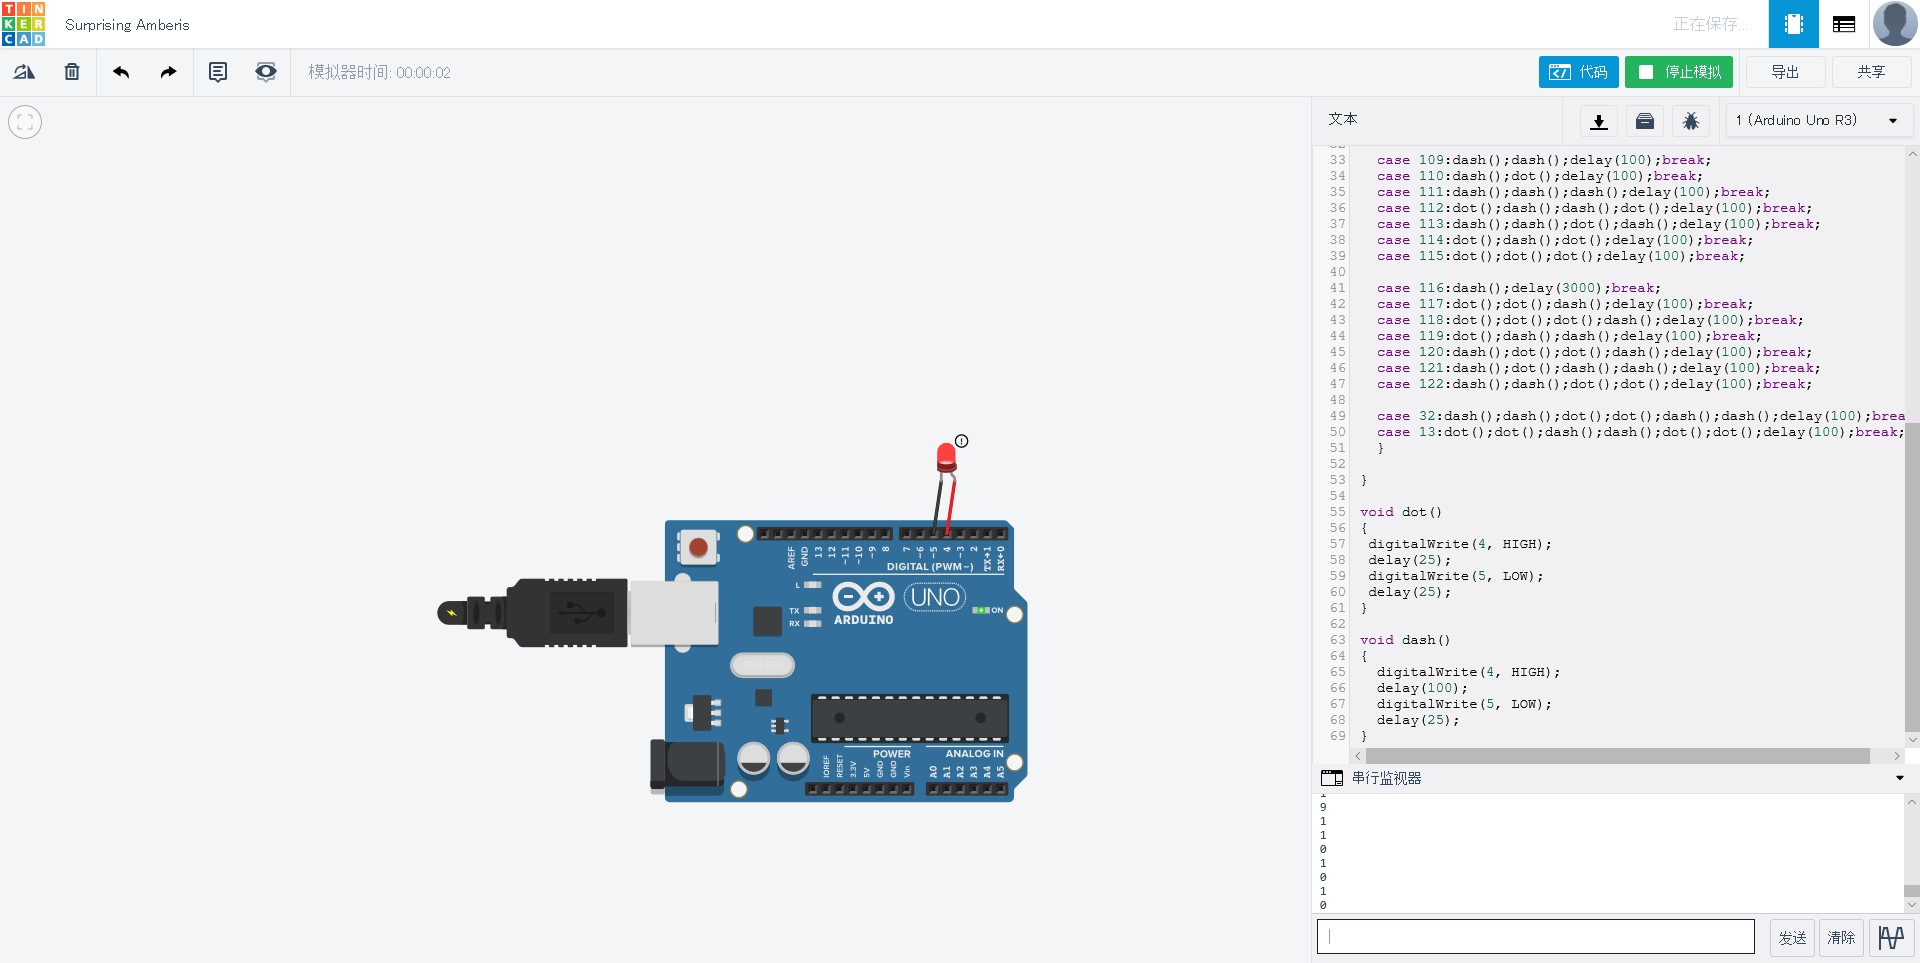 TINKERCAD
Surprising Amberis
正在保存...
模拟器时间: 00:00:02
代码
停止模拟
导出
共享
文本
1 (Arduino Uno R3)
33 case 109:dash();dash();delay(100);break;
34 case 110:dash();dot();delay(100);break;
35 case 111:dash();dash();dash();delay(100);break;
36 case 112:dot();dash();dash();dot();delay(100);break;
37 case 113:dash();dash();dot();dash();delay(100);break;
38 case 114:dot();dash();dot();delay(100);break;
39 case 115:dot();dot();dot();delay(100);break;
40
41 case 116:dash();delay(3000);break;
42 case 117:dot();dot();dash();delay(100);break;
43 case 118:dot();dot();dot();dash();delay(100);break;
44 case 119:dot();dash();dash();delay(100);break;
45 case 120:dash();dot();dot();dash();delay(100);break;
46 case 121:dash();dot();dash();dash();delay(100);break;
47 case 122:dash();dash();dot();dot();delay(100);break;
48
49 case 32:dash();dash();dot();dot();dash();dash();delay(100);brea
50 case 13:dot();dot();dash();dash();dot();dot();delay(100);break;
51 }
52
53 }
54
55 void dot()
56 {
57 digitalWrite(4, HIGH);
58 delay(25);
59 digitalWrite(5, LOW);
60 delay(25);
61 }
62
63 void dash()
64 {
65 digitalWrite(4, HIGH);
66 delay(100);
67 digitalWrite(5, LOW);
68 delay(25);
69 }
AREF
GND
13
12
~11
~10
~9
8
7
~6
~5
4
~3
2
TX→1
RX←0
DIGITAL (PWM~)
L
TX
RX
UNO
ARDUINO
ON
POWER
ANALOG IN
IOREF
RESET
3.3V
5V
GND
GND
Vin
A0
A1
A2
A3
A4
A5
串行监视器
9
1
1
0
1
0
1
0
发送
清除